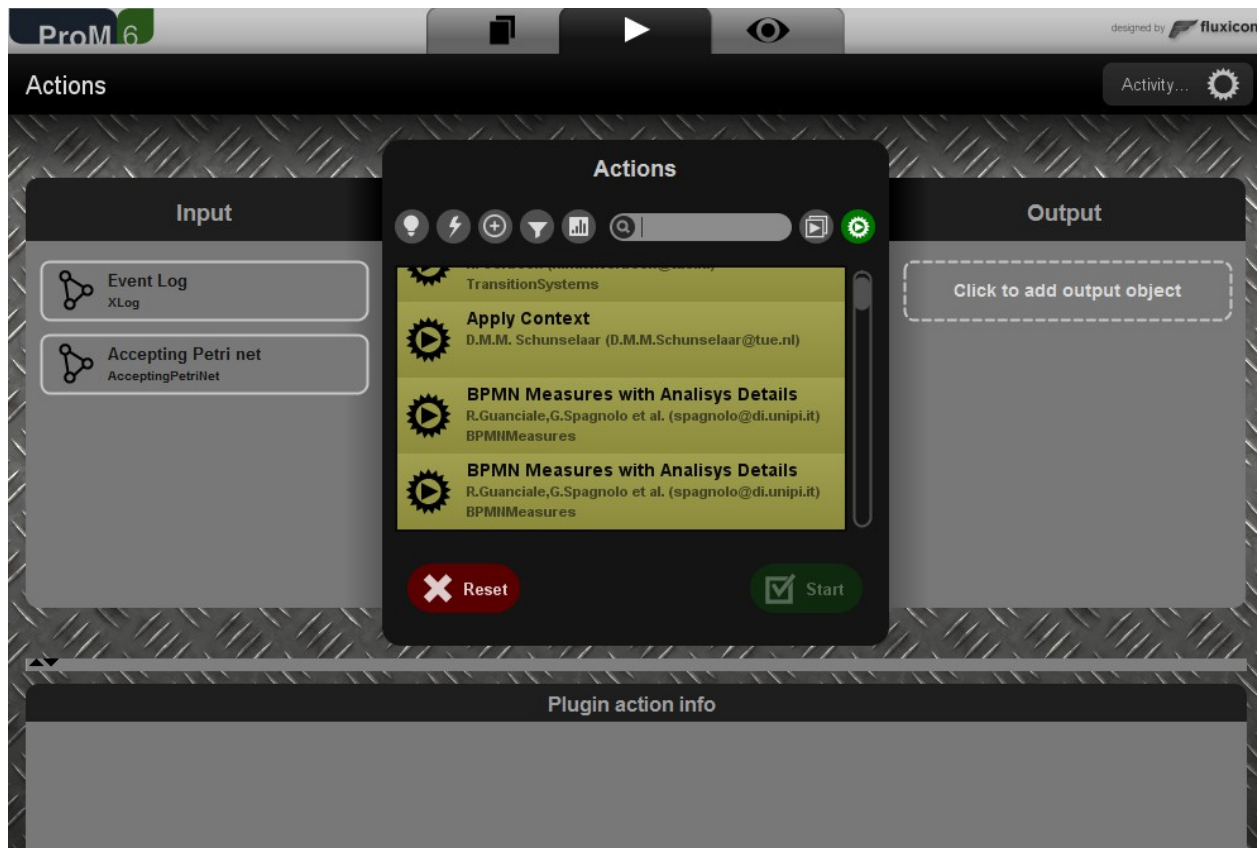 ProM 6
designed by fluxicon
Actions
Activity...
Actions
Input
Event Log
XLog
Accepting Petri net
AcceptingPetriNet
TransitionSystems
Apply Context
D.M.M. Schunselaar (D.M.M.Schunselaar@tue.nl)
BPMN Measures with Analisys Details
R.Guanciale,G.Spagnolo et al. (spagnolo@di.unipi.it)
BPMNMeasures
BPMN Measures with Analisys Details
R.Guanciale,G.Spagnolo et al. (spagnolo@di.unipi.it)
BPMNMeasures
Reset
Start
Output
Click to add output object
Plugin action info